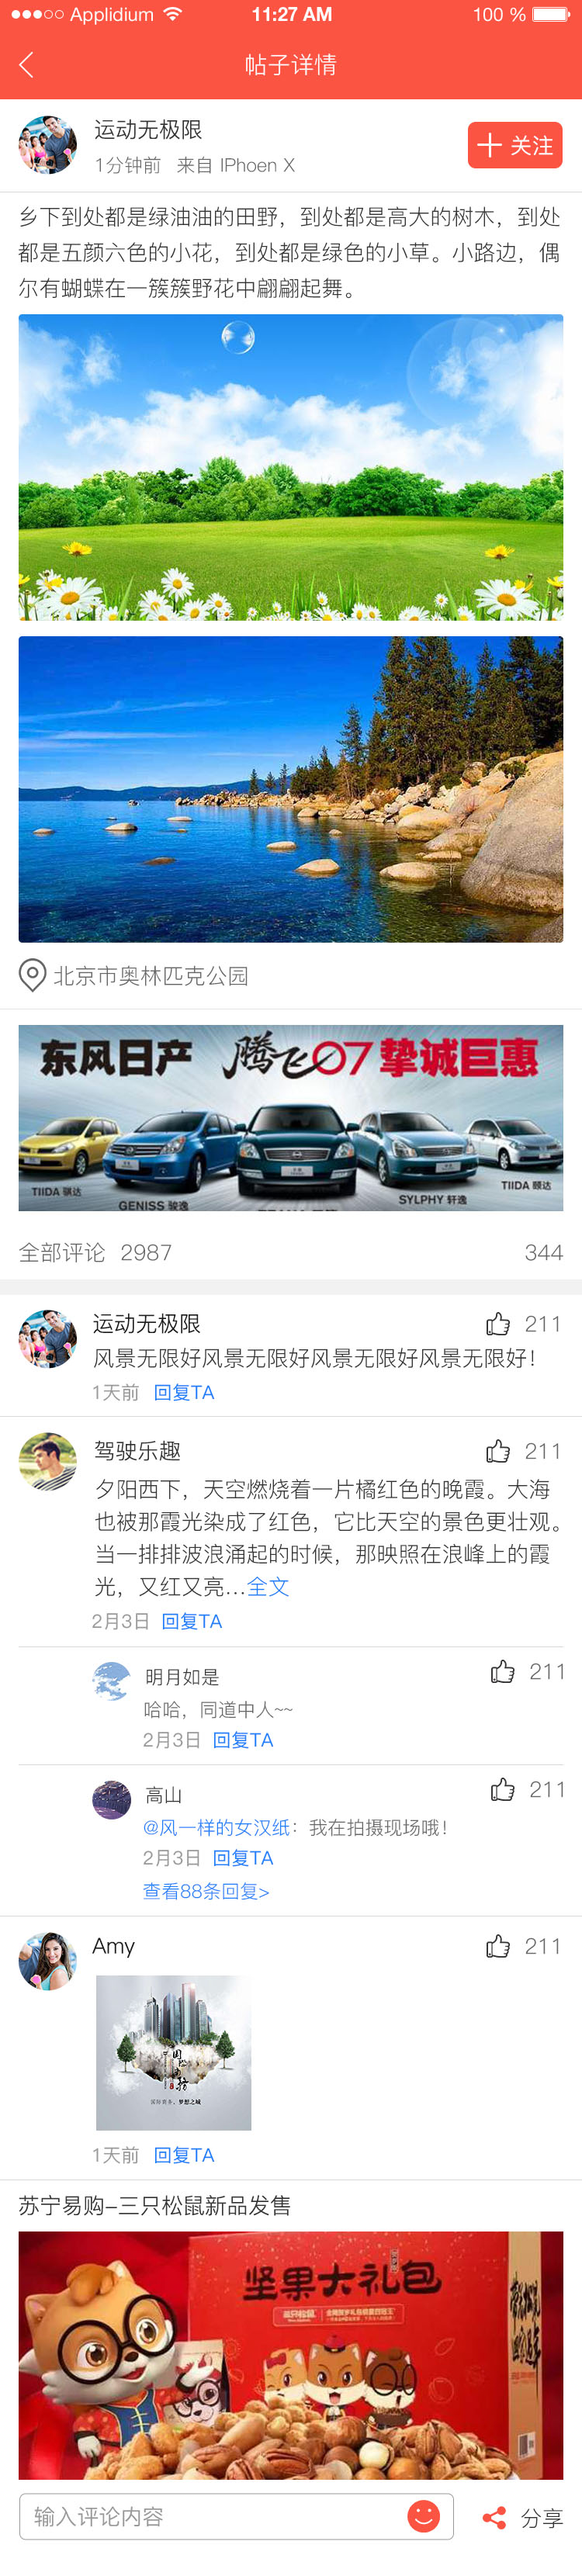 Applidium 11:27 AM 100 %
帖子详情
运动无极限
1分钟前 来自 IPhoen X
关注
乡下到处都是绿油油的田野，到处都是高大的树木，到处
都是五颜六色的小花，到处都是绿色的小草。小路边，偶
尔有蝴蝶在一簇簇野花中翩翩起舞。
北京市奥林匹克公园
东风日产 腾飞07 挚诚巨惠
TIIDA 骐达
GENISS 骏逸
SYLPHY 轩逸
TIIDA 颐达
全部评论 2987 344
运动无极限 211
风景无限好风景无限好风景无限好风景无限好！
1天前 回复TA
驾驶乐趣 211
夕阳西下，天空燃烧着一片橘红色的晚霞。大海
也被那霞光染成了红色，它比天空的景色更壮观。
当一排排波浪涌起的时候，那映照在浪峰上的霞
光，又红又亮...全文
2月3日 回复TA
明月如是 211
哈哈，同道中人~~
2月3日 回复TA
高山 211
@风一样的女汉纸：我在拍摄现场哦！
2月3日 回复TA
查看88条回复>
Amy 211
1天前 回复TA
苏宁易购-三只松鼠新品发售
坚果大礼包
输入评论内容 分享